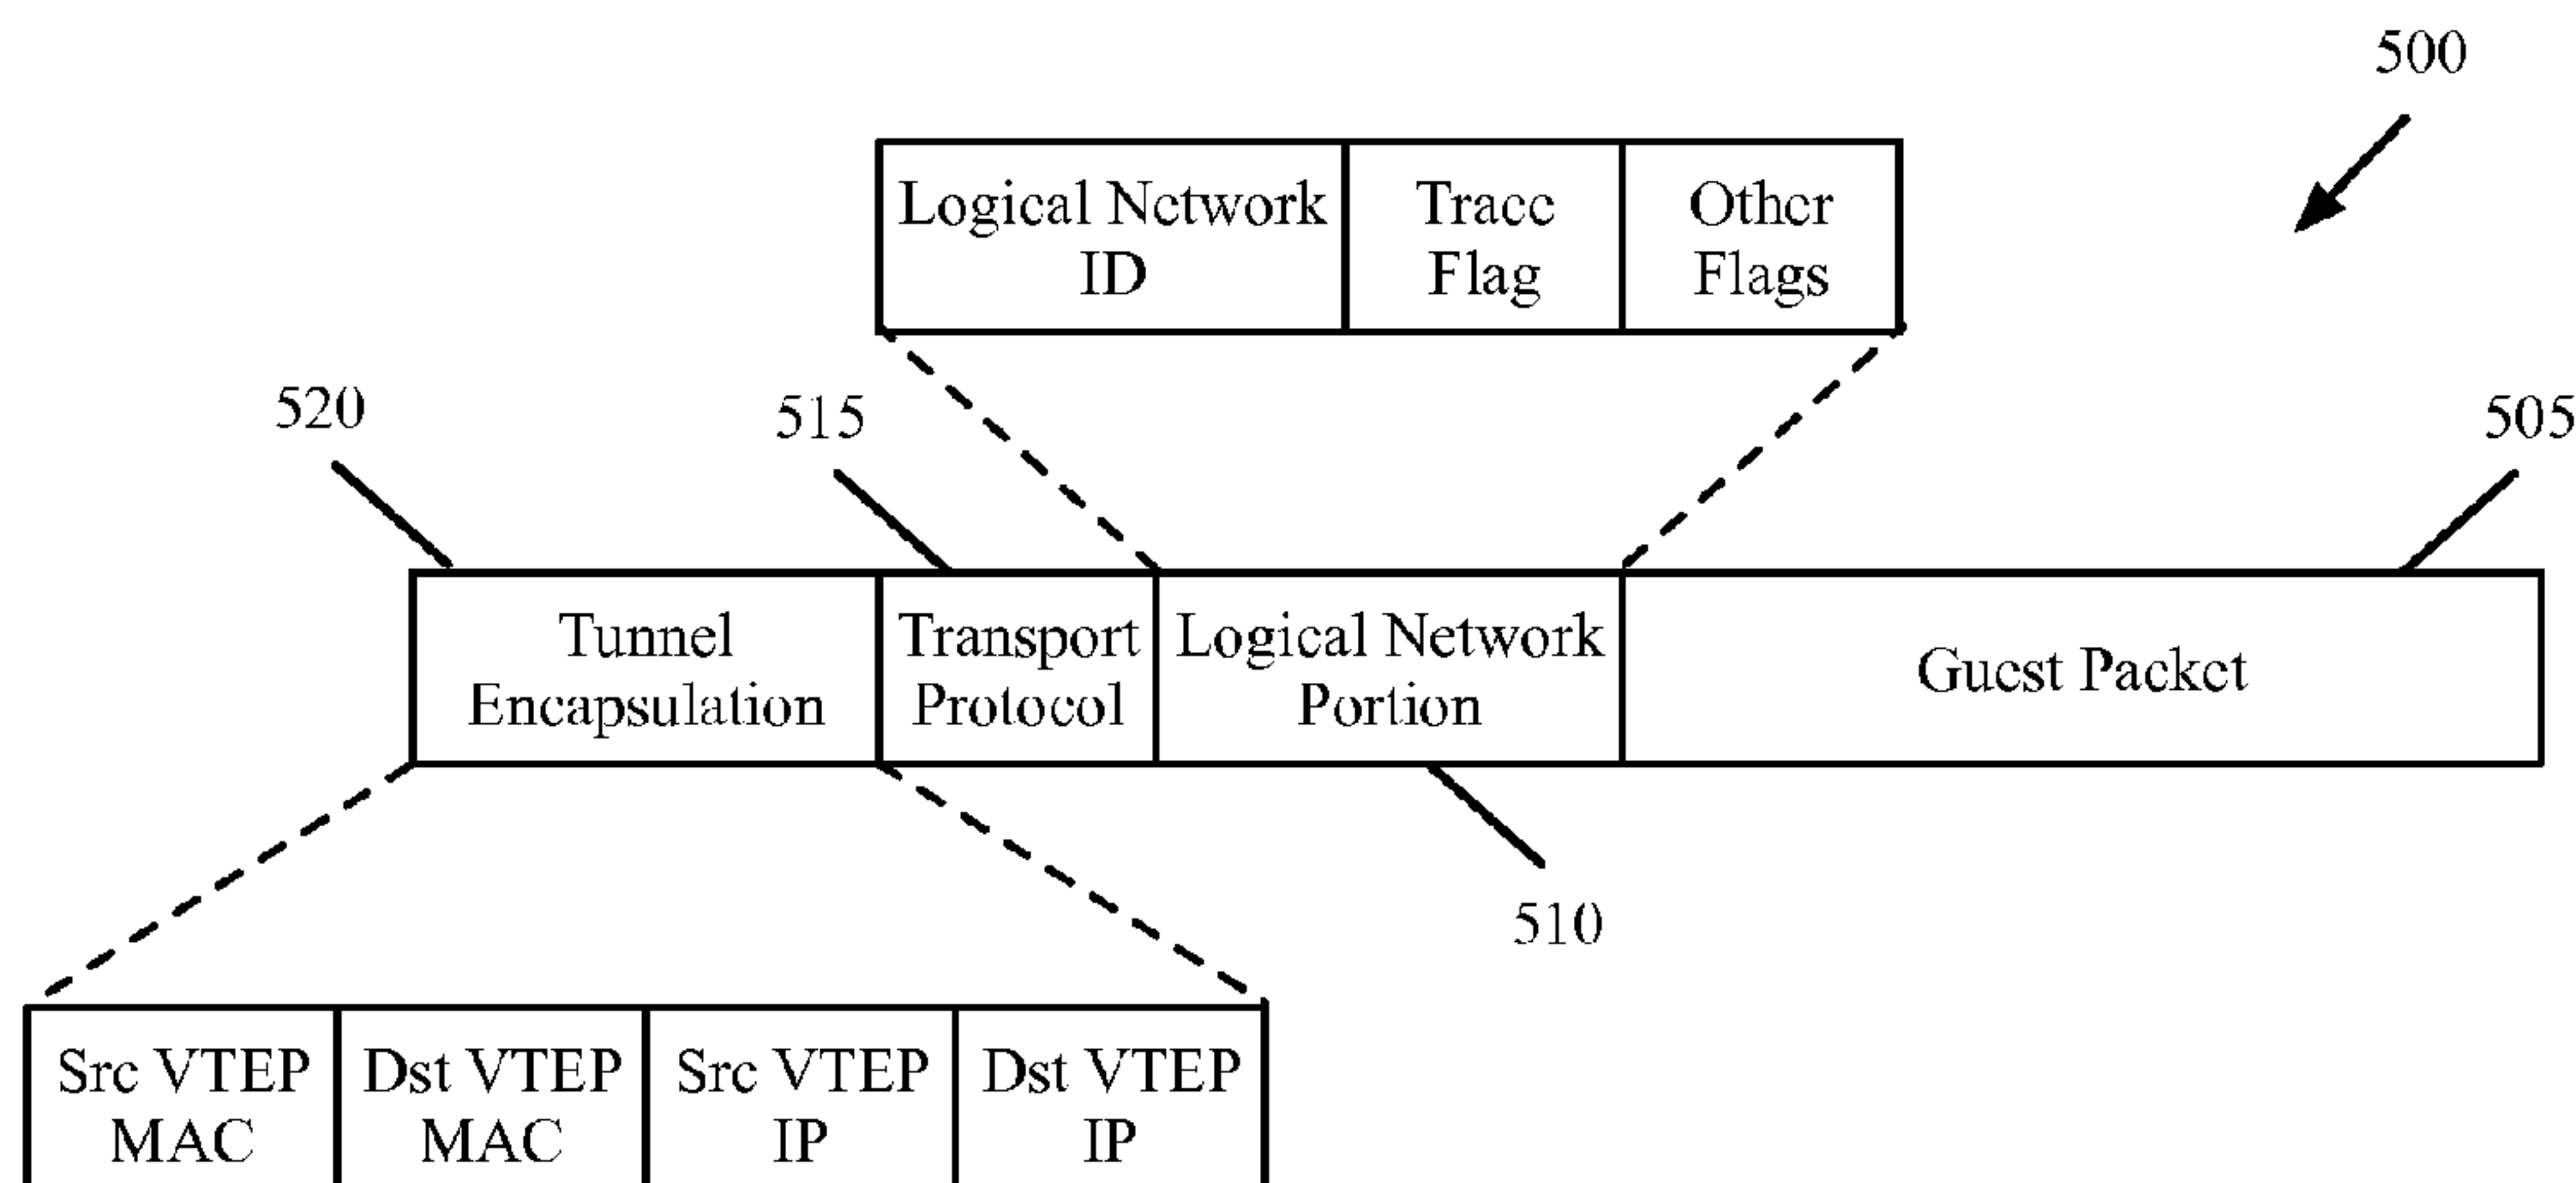 500
Logical Network
ID
Trace
Flag
Other
Flags
520
515
505
Tunnel
Encapsulation
Transport
Protocol
Logical Network
Portion
Guest Packet
510
Src VTEP
MAC
Dst VTEP
MAC
Src VTEP
IP
Dst VTEP
IP